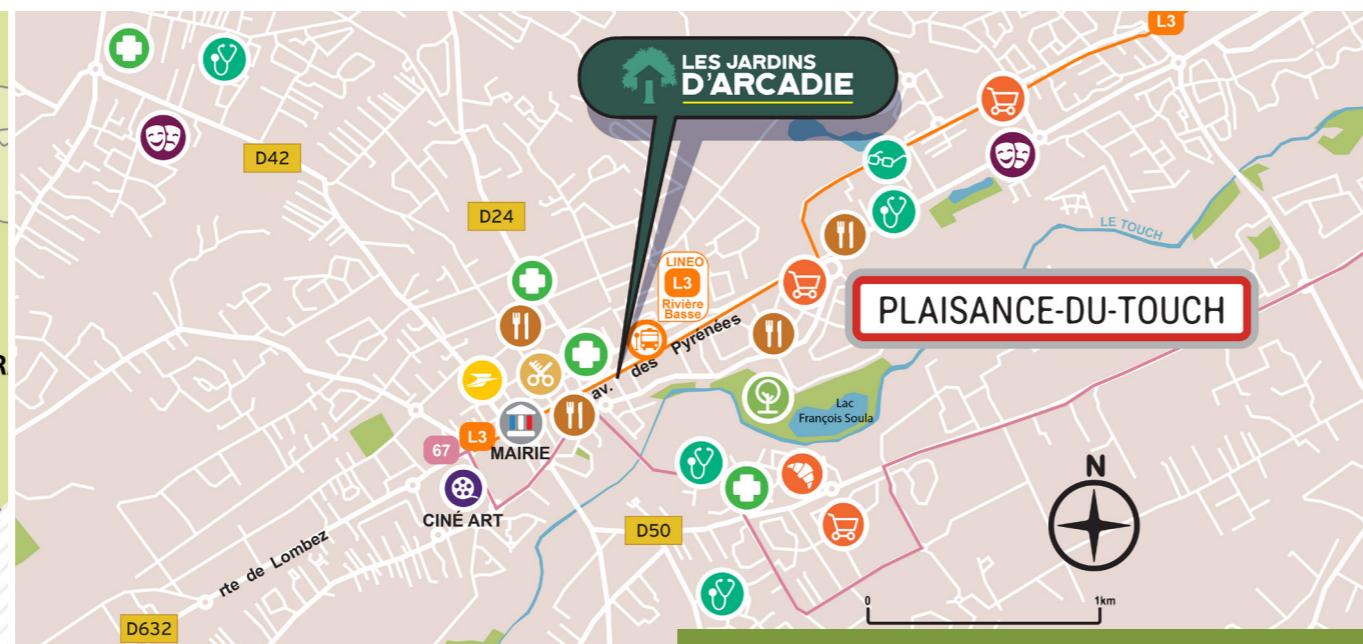 L3
LES JARDINS
D'ARCADIE
D42
D24
LE TOUCH
LINEO
L3
Rivière
Basse
PLAISANCE-DU-TOUCH
av. des Pyrénées
Lac
François Soula
R
67
L3
MAIRIE
CINÉ ART
N
D50
rte de Lombez
0
1km
D632